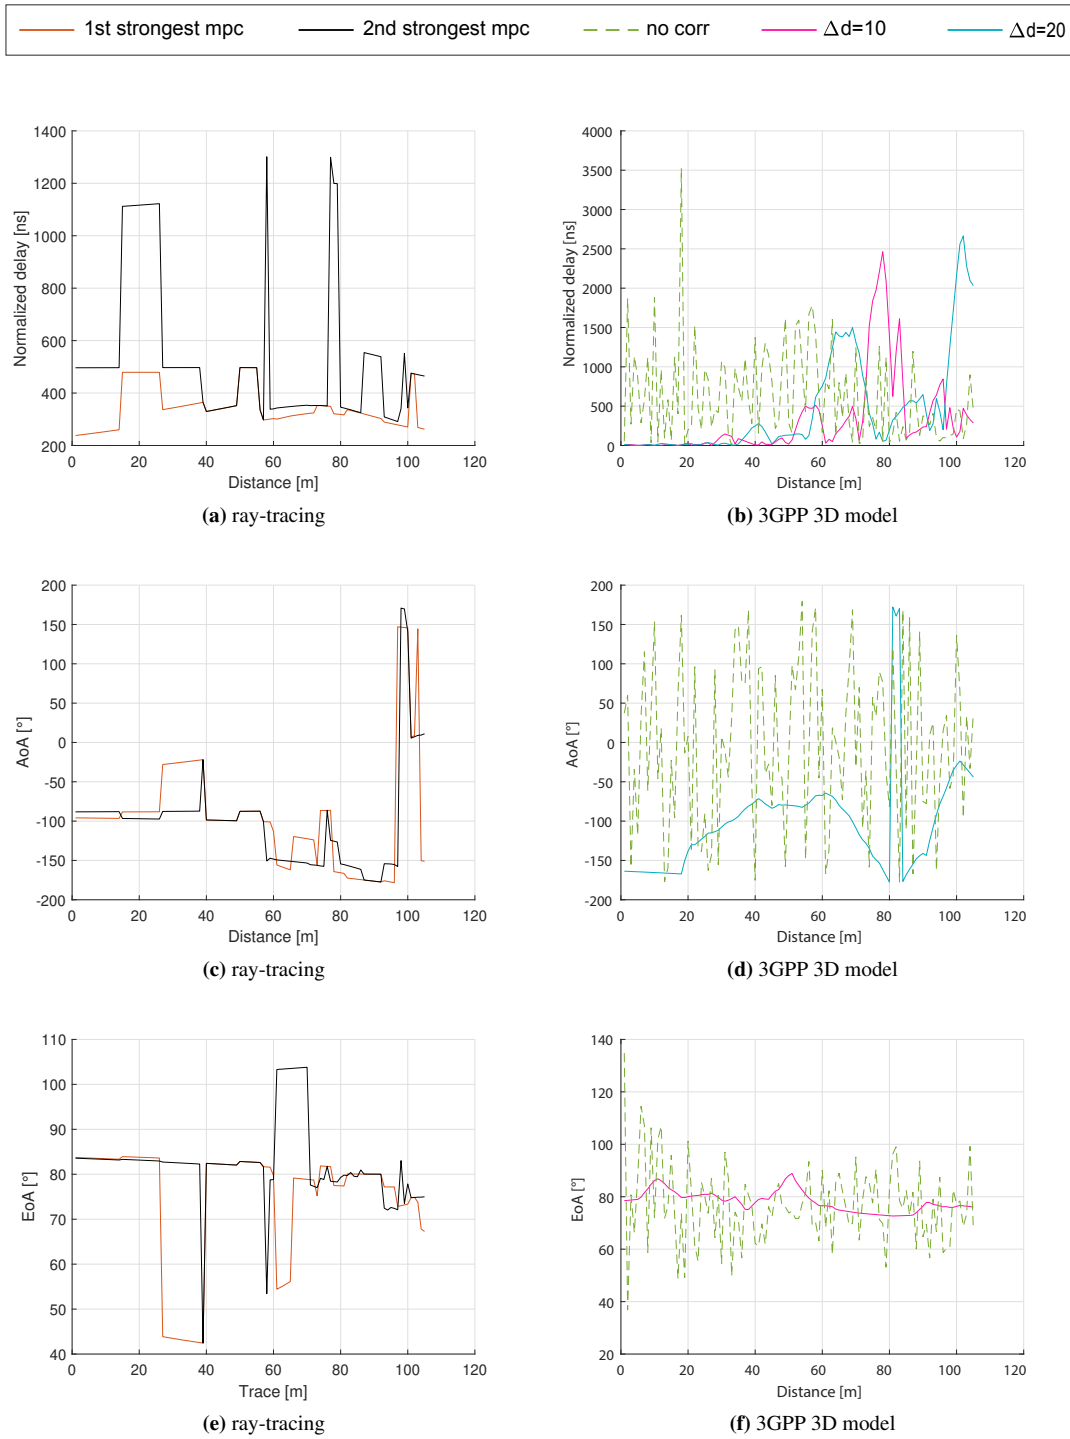 1st strongest mpc 2nd strongest mpc no corr Δd=10 Δd=20
1400
1200
1000
800
600
400
200
0 20 40 60 80 100 120
Normalized delay [ns]
Distance [m]
(a) ray-tracing
4000
3500
3000
2500
2000
1500
1000
500
0
0 20 40 60 80 100 120
Normalized delay [ns]
Distance [m]
(b) 3GPP 3D model
200
150
100
50
0
-50
-100
-150
-200
0 20 40 60 80 100 120
AoA [°]
Distance [m]
(c) ray-tracing
200
150
100
50
0
-50
-100
-150
-200
0 20 40 60 80 100 120
AoA [°]
Distance [m]
(d) 3GPP 3D model
110
100
90
80
70
60
50
40
0 20 40 60 80 100 120
EoA [°]
Trace [m]
(e) ray-tracing
140
120
100
80
60
40
20
0 20 40 60 80 100 120
EoA [°]
Distance [m]
(f) 3GPP 3D model